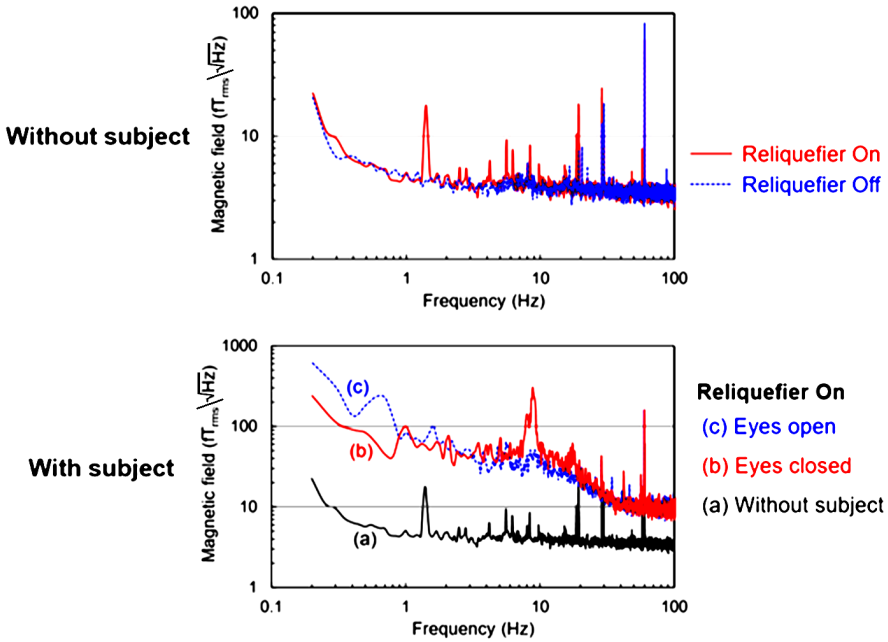 Without subject
Magnetic field (fTrms/√Hz)
100
10
1
0.1 1 10 100
Frequency (Hz)
Reliquefier On
Reliquefier Off
With subject
Magnetic field (fTrms/√Hz)
1000
100
10
1
(c)
(b)
(a)
0.1 1 10 100
Frequency (Hz)
Reliquefier On
(c) Eyes open
(b) Eyes closed
(a) Without subject